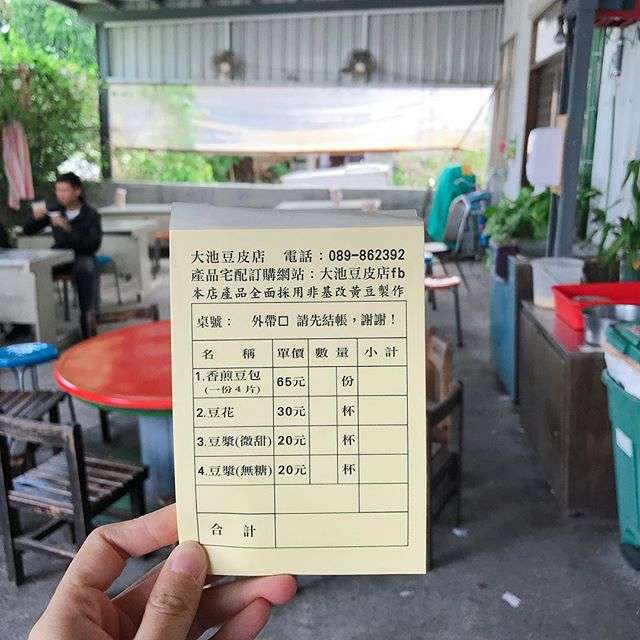 大池豆皮店 電話：089-862392
產品宅配訂購網站：大池豆皮店fb
本店產品全面採用非基改黃豆製作
桌號： 外帶□ 請先結帳，謝謝！
名稱 單價 數量 小計
1.香煎豆包 65元 份
(一份4片)
2.豆花 30元 杯
3.豆漿(微甜) 20元 杯
4.豆漿(無糖) 20元 杯
合計